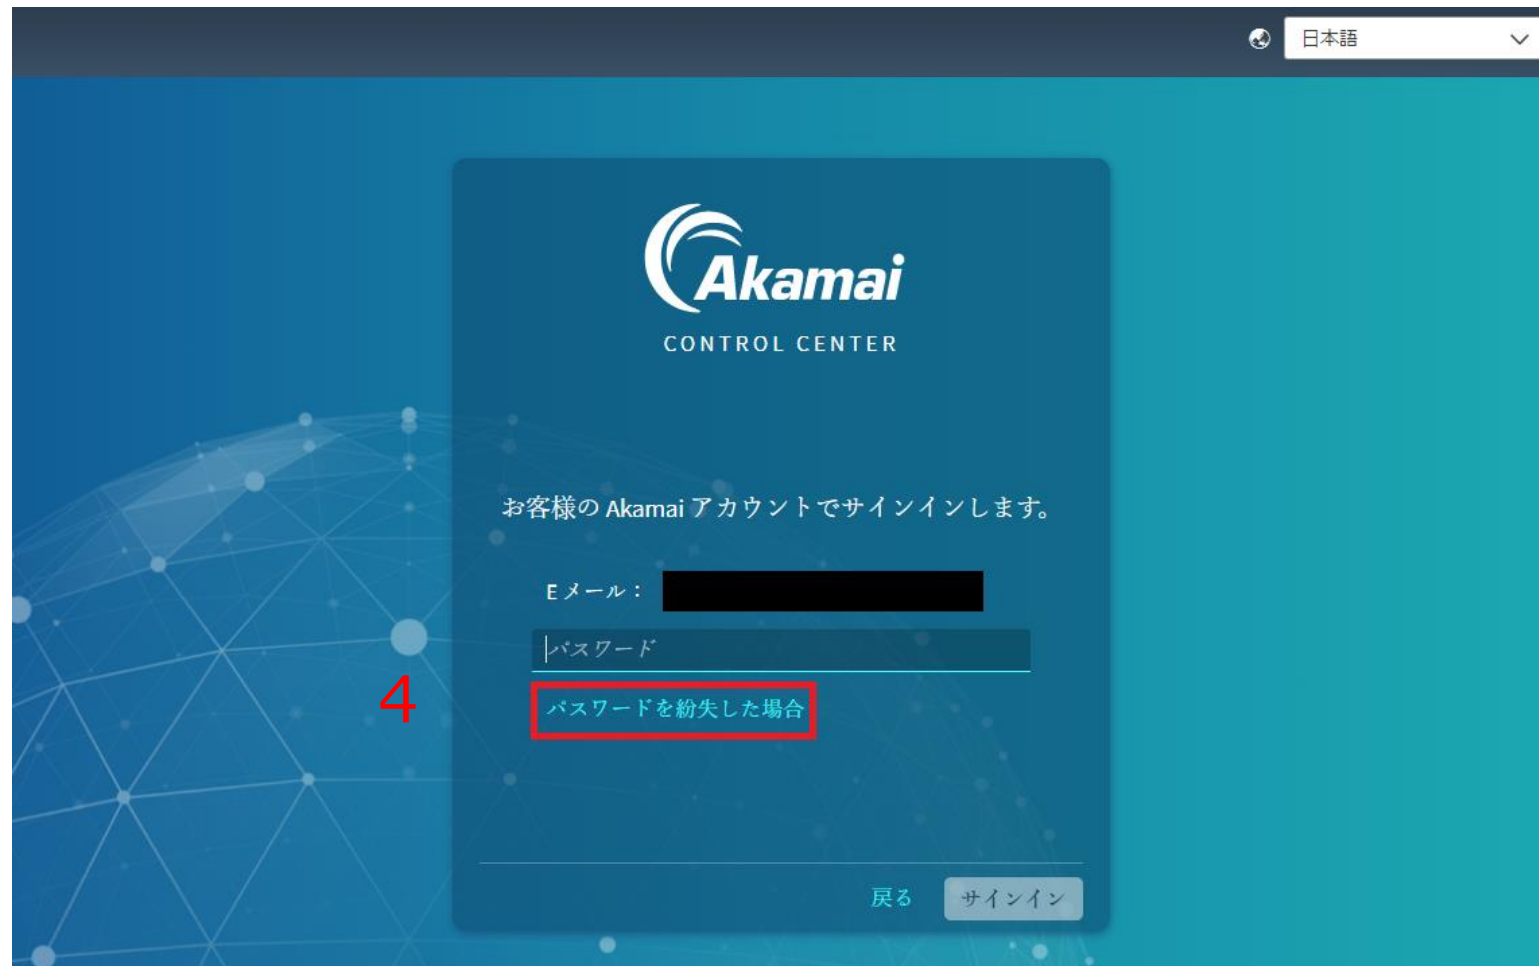 日本語
Akamai
CONTROL CENTER
お客様の Akamai アカウントでサインインします。
Eメール：
パスワード
4
パスワードを紛失した場合
戻る
サインイン